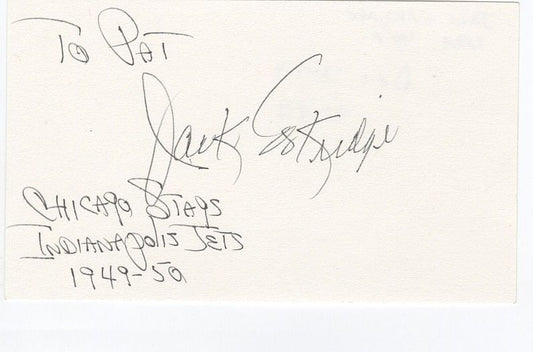 To Pat
Jack Eskridge
Chicago Stags
Indianapolis Jets
1949-50